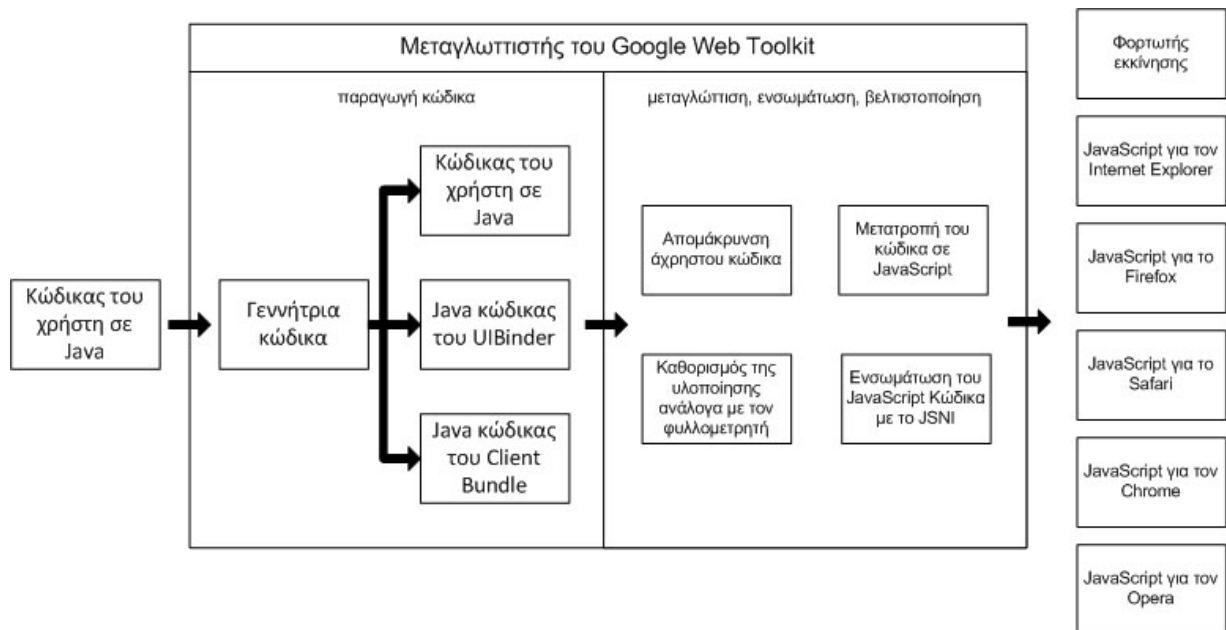 Μεταγλωττιστής του Google Web Toolkit
παραγωγή κώδικα
μεταγλώττιση, ενσωμάτωση, βελτιστοποίηση
Κώδικας του
χρήστη σε
Java
Γεννήτρια
κώδικα
Κώδικας του
χρήστη σε
Java
Java κώδικας
του UIBinder
Java κώδικας
του Client
Bundle
Απομάκρυνση
άχρηστου κώδικα
Μετατροπή του
κώδικα σε
JavaScript
Καθορισμός της
υλοποίησης
ανάλογα με τον
φυλλομετρητή
Ενσωμάτωση του
JavaScript Κώδικα
με το JSNI
Φορτωτής
εκκίνησης
JavaScript για τον
Internet Explorer
JavaScript για το
Firefox
JavaScript για το
Safari
JavaScript για τον
Chrome
JavaScript για τον
Opera